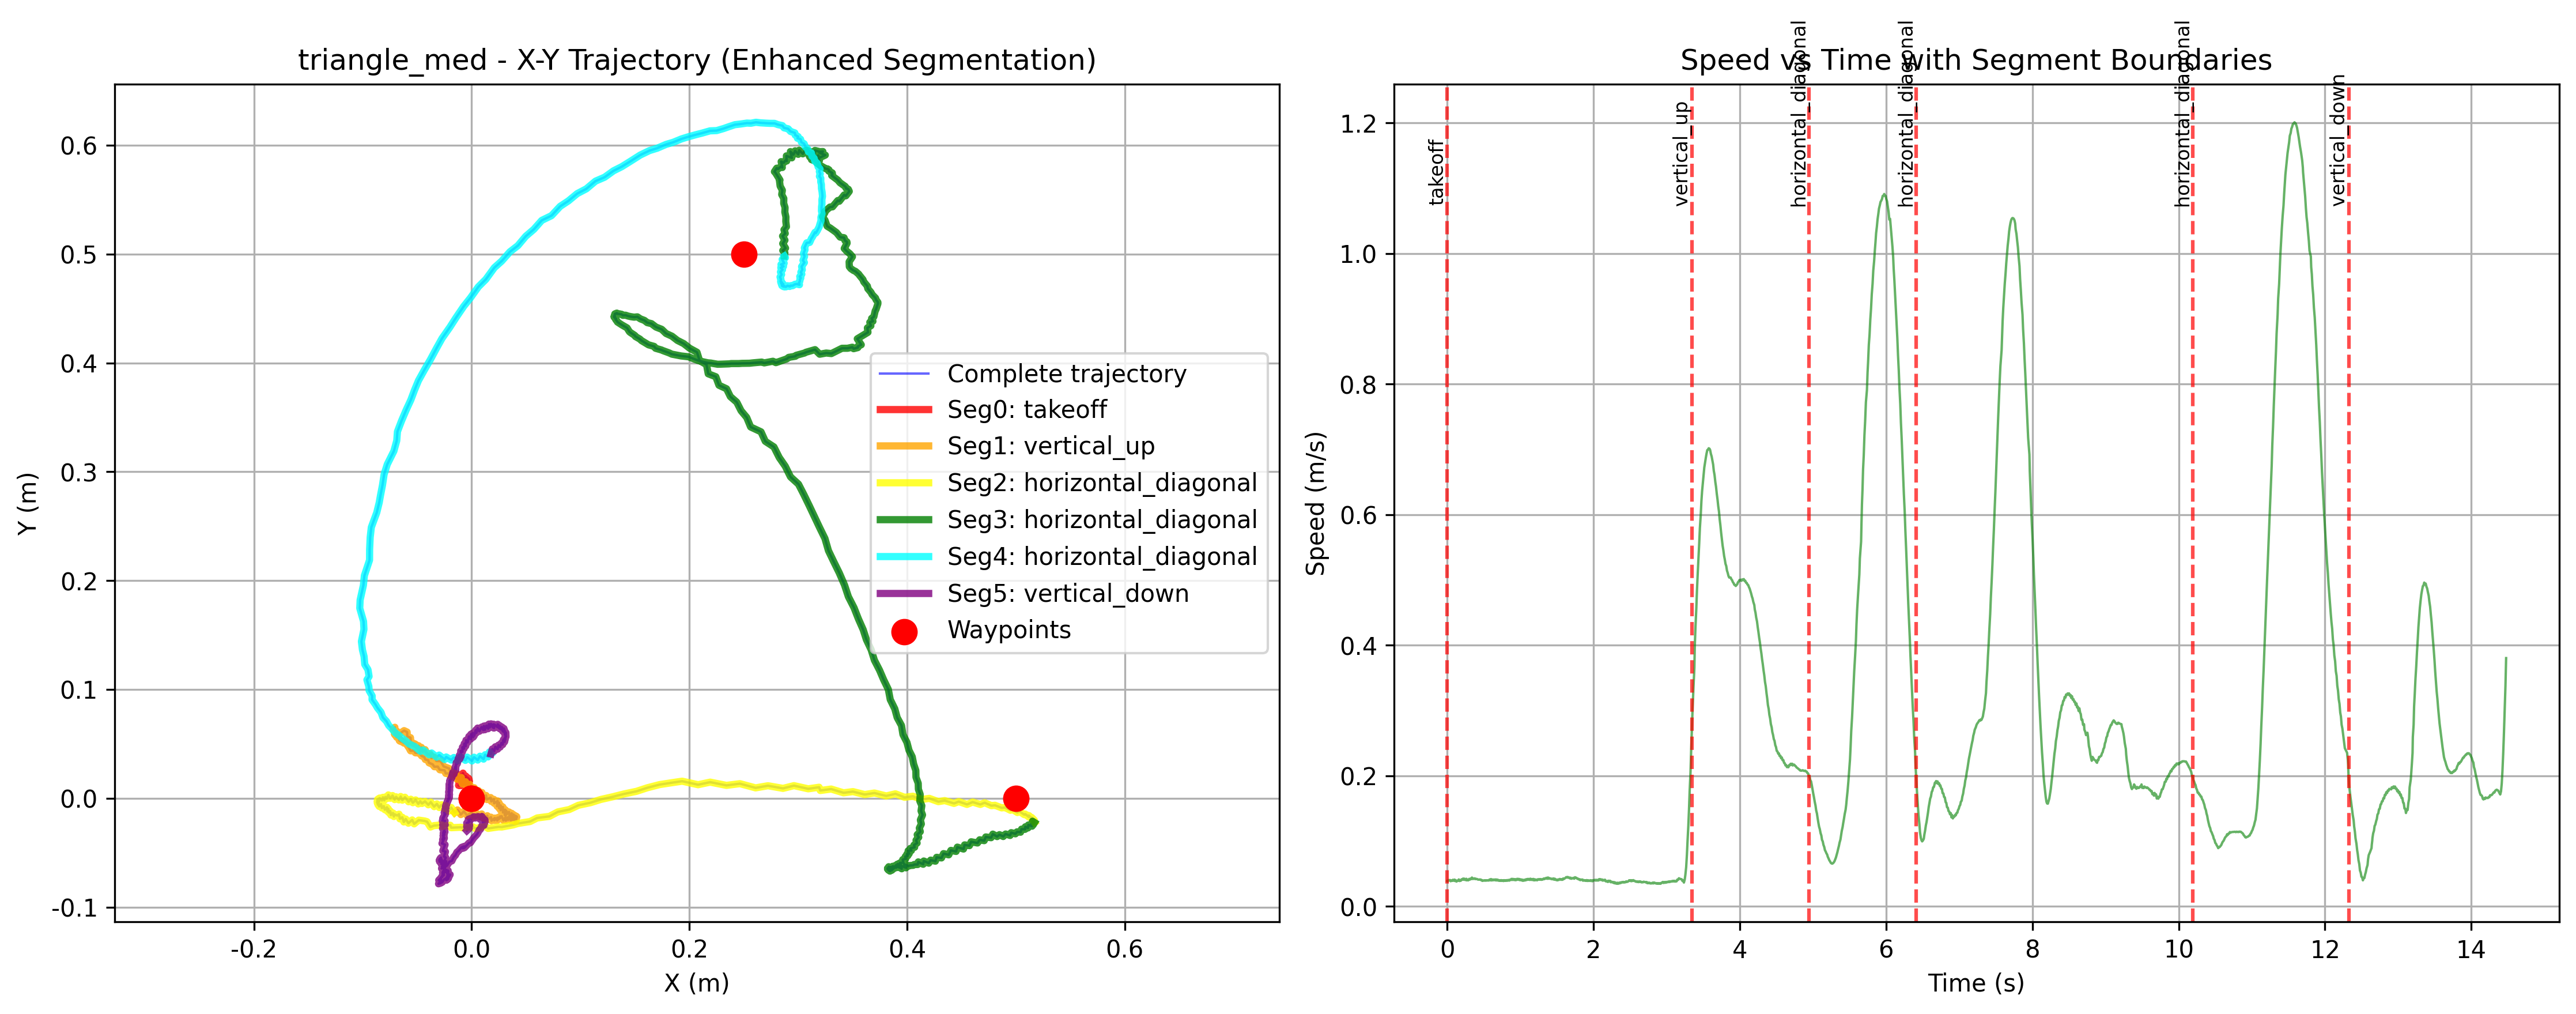 triangle_med - X-Y Trajectory (Enhanced Segmentation)
Y (m)
0.6
0.5
0.4
0.3
0.2
0.1
0.0
-0.1
-0.2
0.0
0.2
0.4
0.6
X (m)
Complete trajectory
Seg0: takeoff
Seg1: vertical_up
Seg2: horizontal_diagonal
Seg3: horizontal_diagonal
Seg4: horizontal_diagonal
Seg5: vertical_down
Waypoints
Speed vs Time with Segment Boundaries
Speed (m/s)
1.2
1.0
0.8
0.6
0.4
0.2
0.0
takeoff
vertical_up
horizontal_diagonal
horizontal_diagonal
horizontal_diagonal
vertical_down
0
2
4
6
8
10
12
14
Time (s)